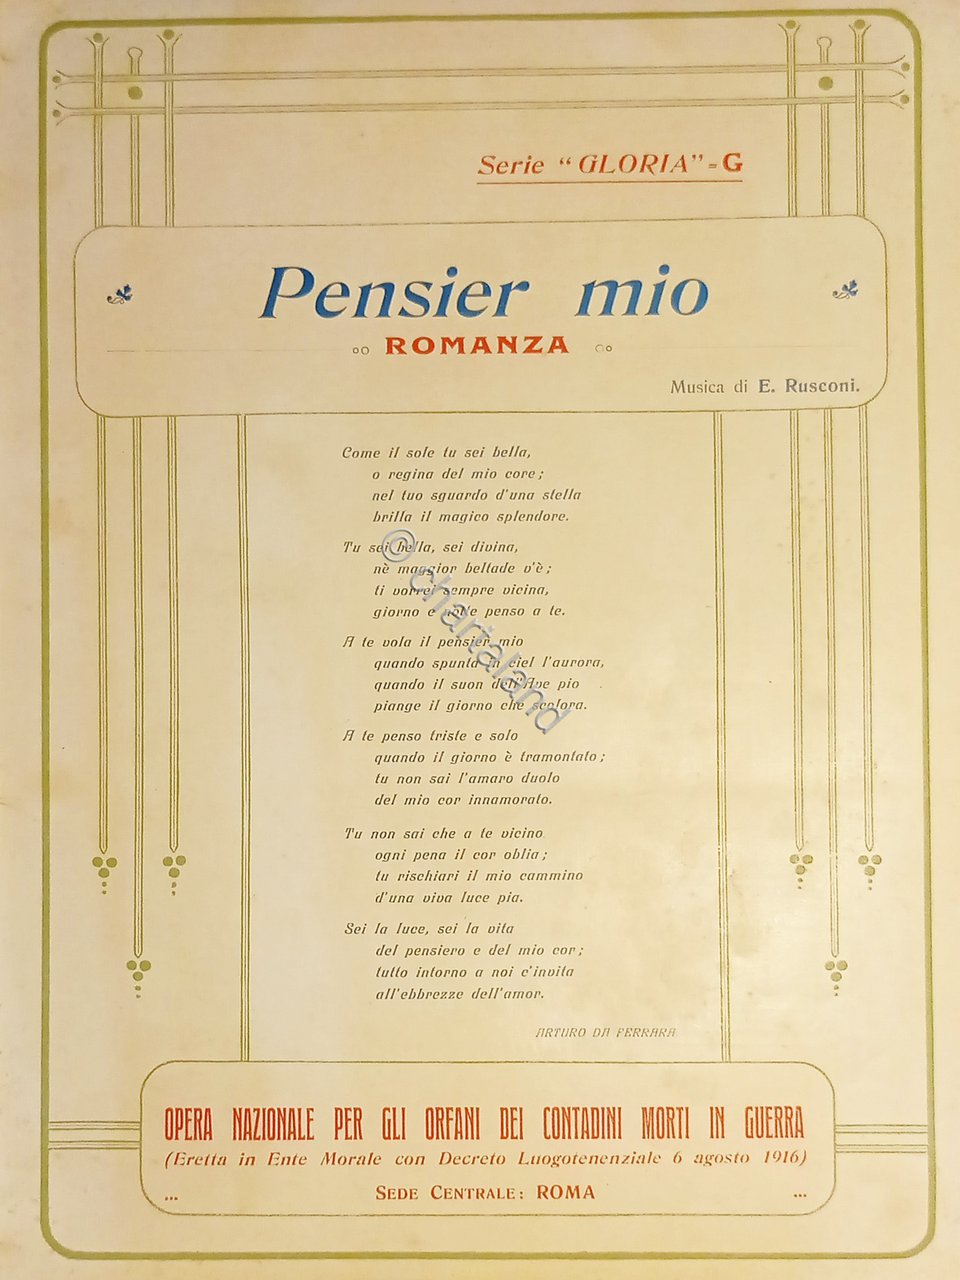 Serie “GLORIA”=G
Pensier mio
ROMANZA
Musica di E. Rusconi.
Come il sole tu sei bella,
o regina del mio core;
nel tuo sguardo d'una stella
brilla il magico splendore.
Tu sei bella, sei divina,
nè maggior beltade v'è;
ti vorrei sempre vicina,
giorno e notte penso a te.
A te vola il pensier mio
quando spunta in ciel l'aurora,
quando il suon dell'Ave pio
piange il giorno che scolora.
A te penso triste e solo
quando il giorno è tramontato;
tu non sai l'amaro duolo
del mio cor innamorato.
Tu non sai che a te vicino
ogni pena il cor oblia;
tu rischiari il mio cammino
d'una viva luce pia.
Sei la luce, sei la vita
del pensiero e del mio cor;
tutto intorno a noi c'invita
all'ebbrezze dell'amor.
ARTURO DA FERRARA
OPERA NAZIONALE PER GLI ORFANI DEI CONTADINI MORTI IN GUERRA
(Eretta in Ente Morale con Decreto Luogotenenziale 6 agosto 1916)
... SEDE CENTRALE: ROMA ...
© chartaland